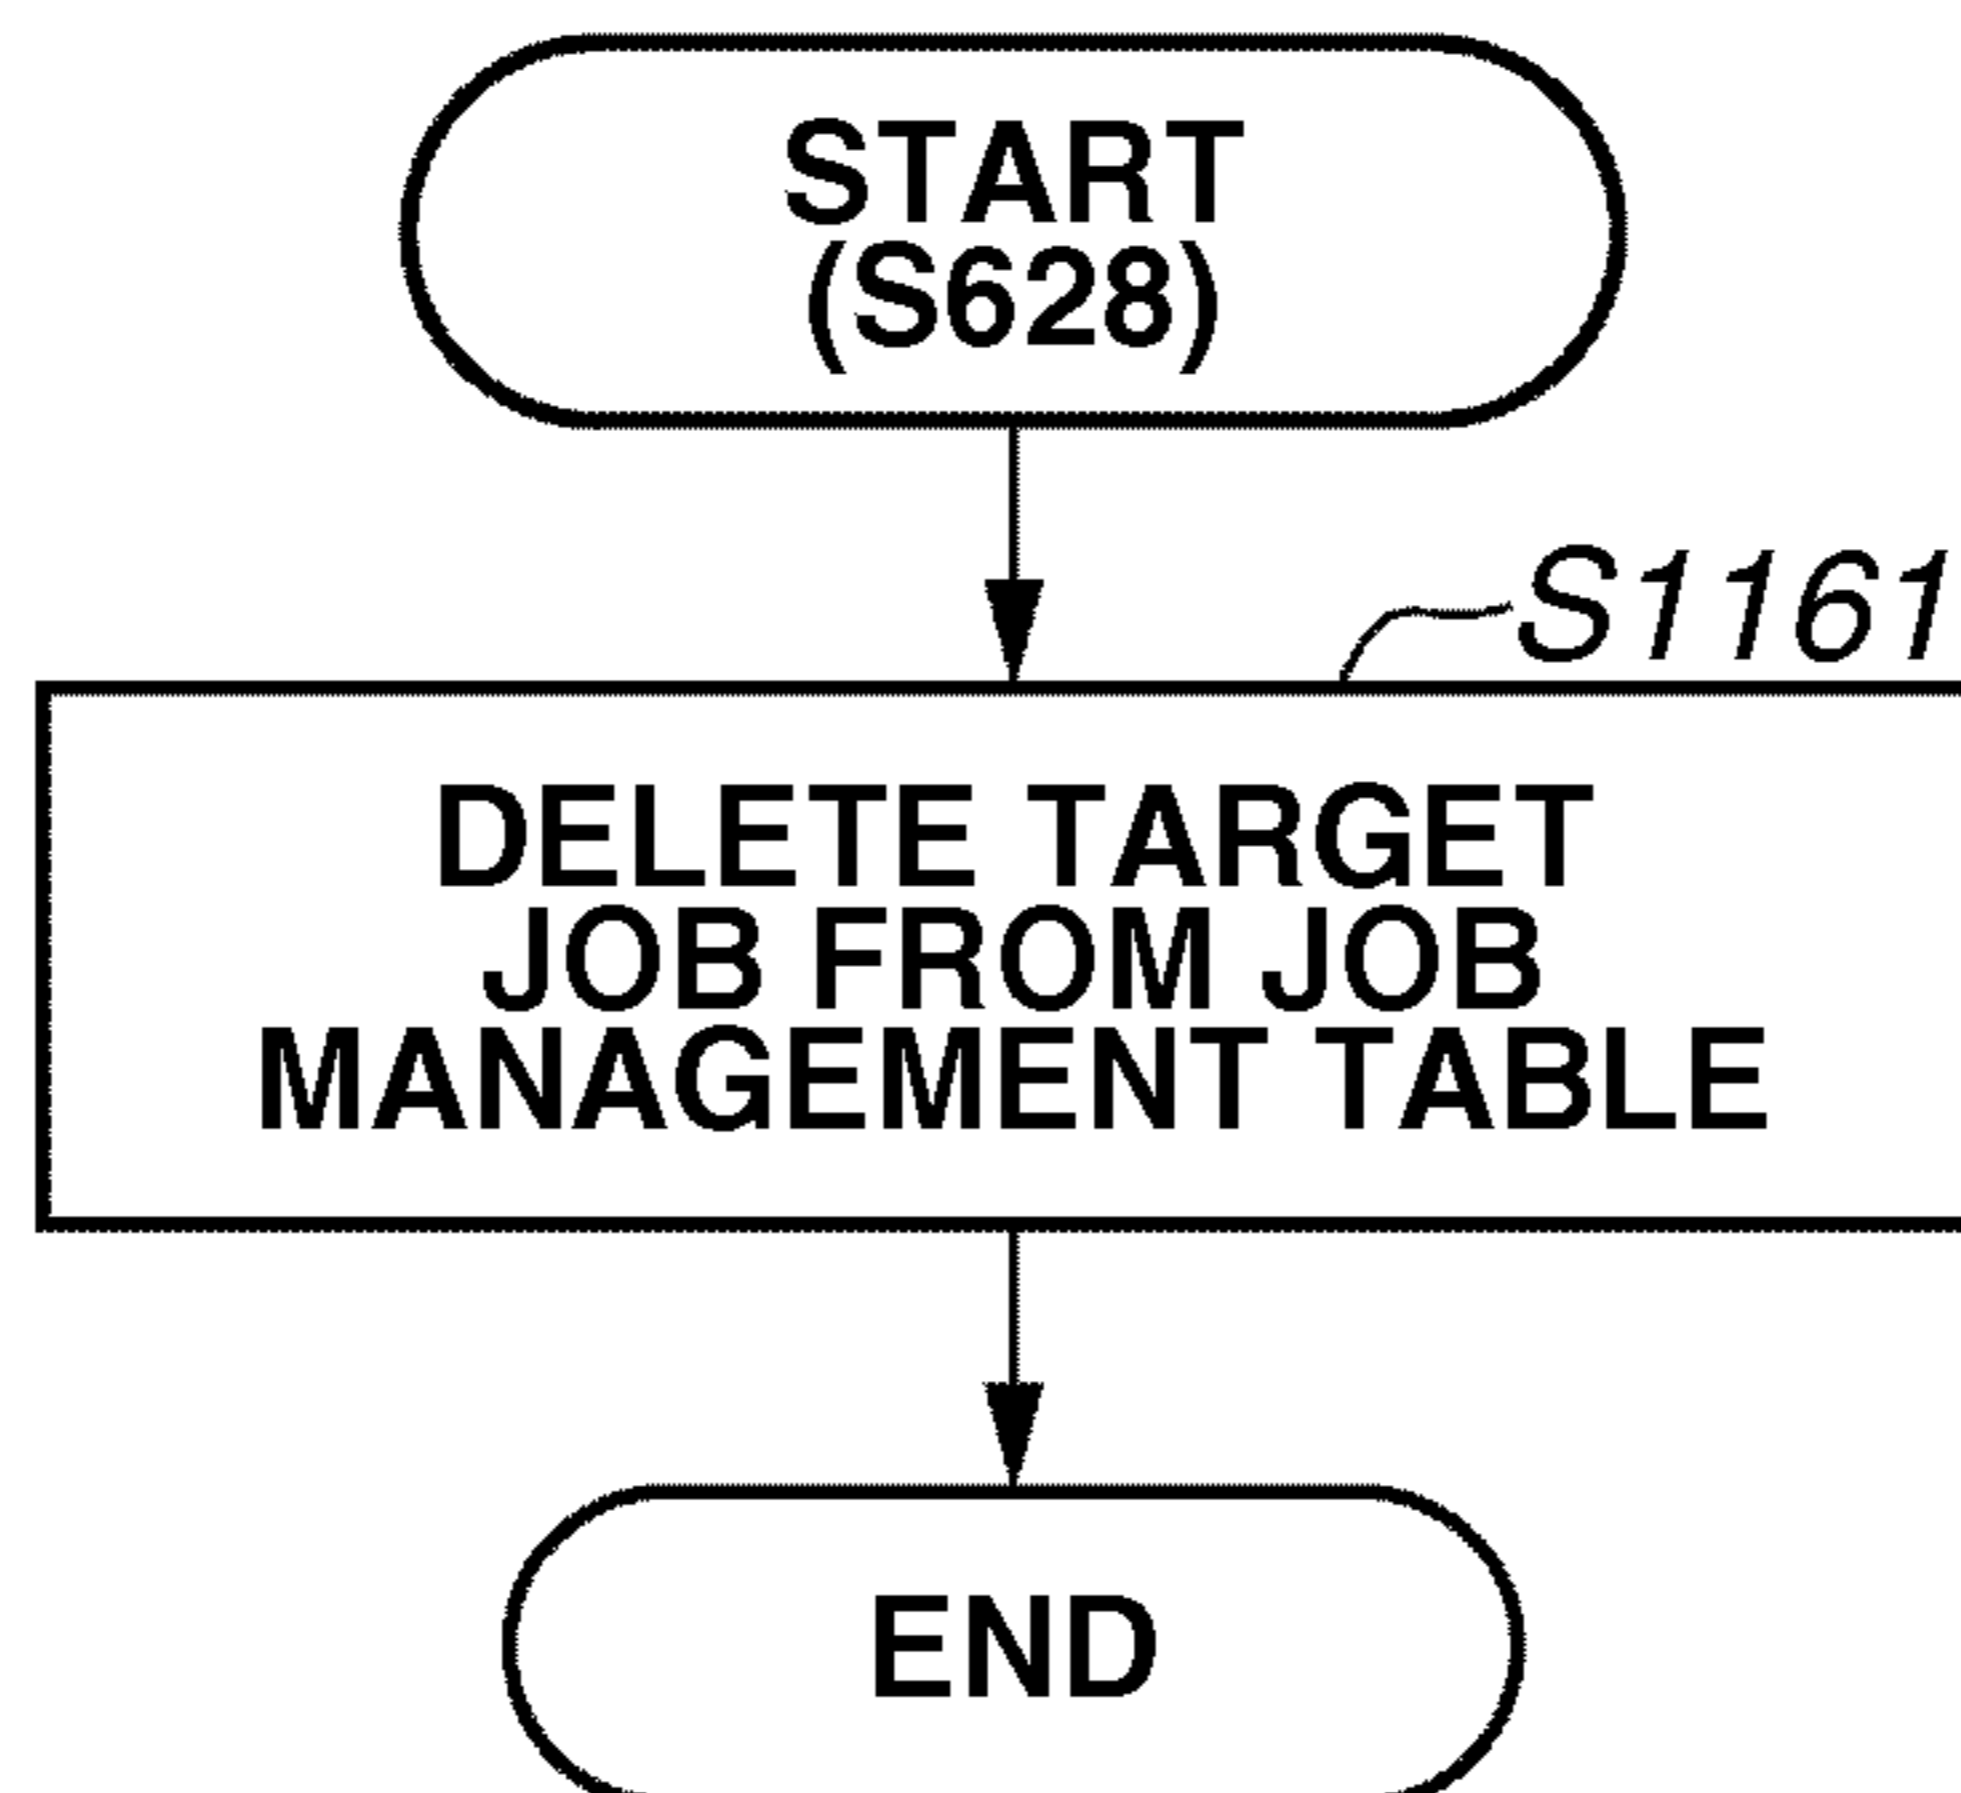 START
(S628)
S1161
DELETE TARGET
JOB FROM JOB
MANAGEMENT TABLE
END